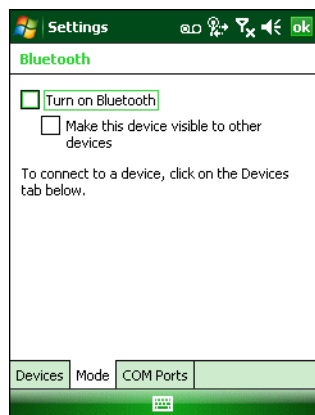 Settings
ok
Bluetooth
Turn on Bluetooth
Make this device visible to other
devices
To connect to a device, click on the Devices
tab below.
Devices Mode COM Ports